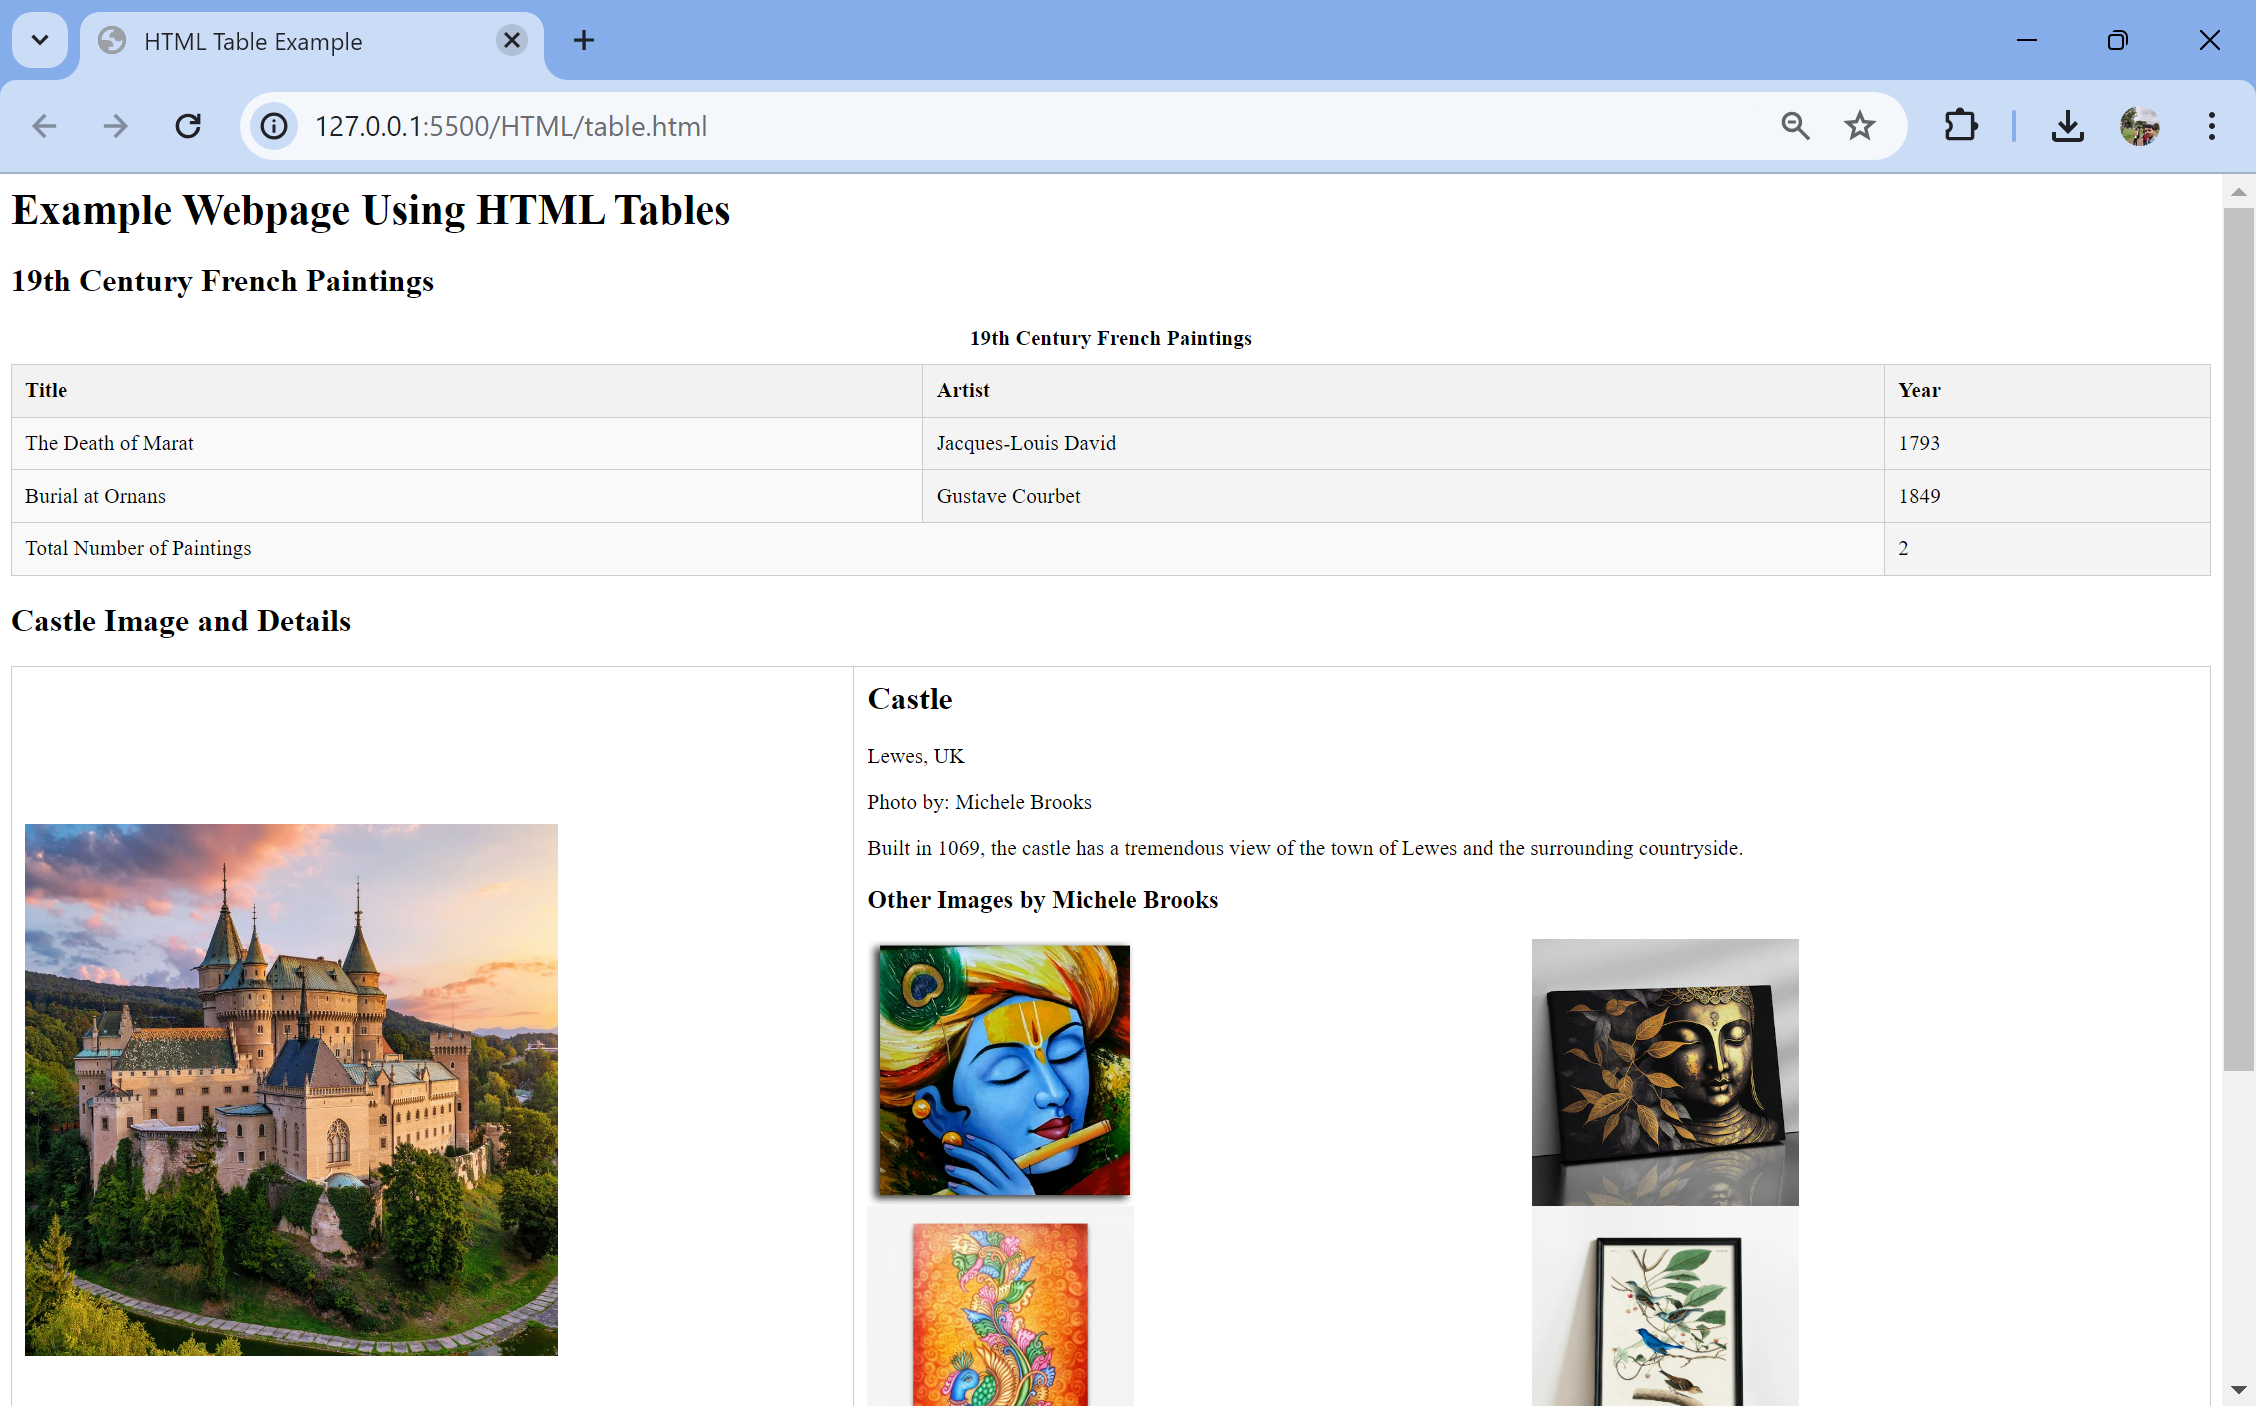 HTML Table Example
127.0.0.1:5500/HTML/table.html
Example Webpage Using HTML Tables
19th Century French Paintings
19th Century French Paintings
Title Artist Year
The Death of Marat Jacques-Louis David 1793
Burial at Ornans Gustave Courbet 1849
Total Number of Paintings 2
Castle Image and Details
Castle
Lewes, UK
Photo by: Michele Brooks
Built in 1069, the castle has a tremendous view of the town of Lewes and the surrounding countryside.
Other Images by Michele Brooks